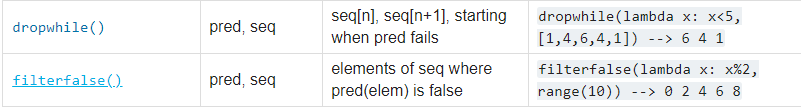 dropwhile()
pred, seq
seq[n], seq[n+1], starting
when pred fails
dropwhile(lambda x: x<5,
[1,4,6,4,1]) --> 6 4 1
filterfalse()
pred, seq
elements of seq where
pred(elem) is false
filterfalse(lambda x: x%2,
range(10)) --> 0 2 4 6 8